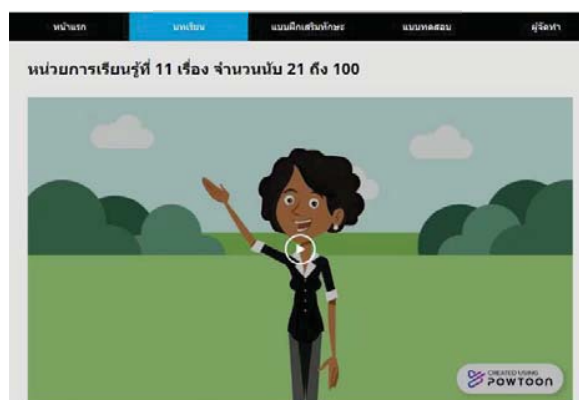 หน้าแรก บทเรียน แบบฝึกเสริมทักษะ แบบทดสอบ ผู้จัดทำ
หน่วยการเรียนรู้ที่ 11 เรื่อง จำนวนนับ 21 ถึง 100
CREATED USING
POWTOON